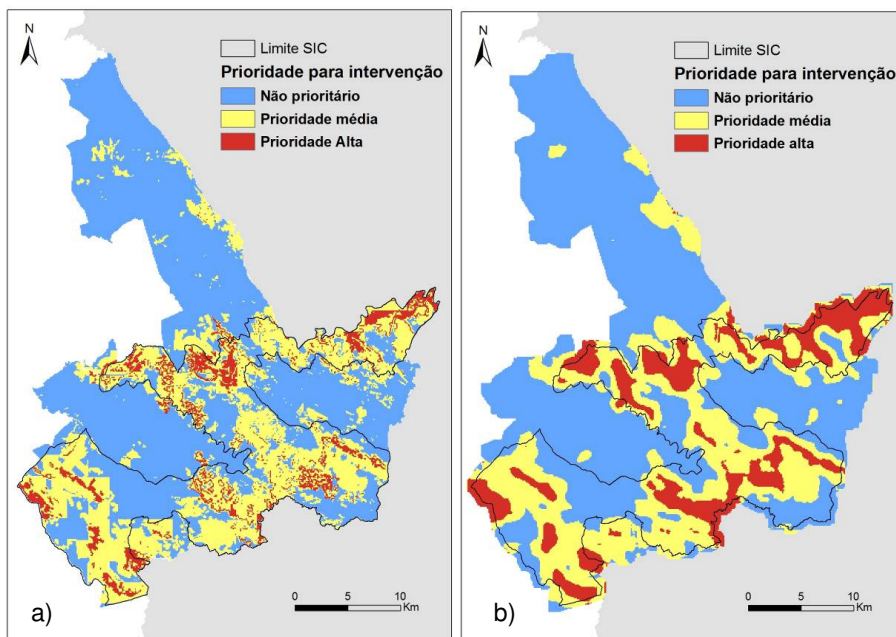 N
Limite SIC
Prioridade para intervenção
Não prioritário
Prioridade média
Prioridade Alta
0 5 10
Km
a)
N
Limite SIC
Prioridade para intervenção
Não prioritário
Prioridade média
Prioridade alta
0 5 10
Km
b)